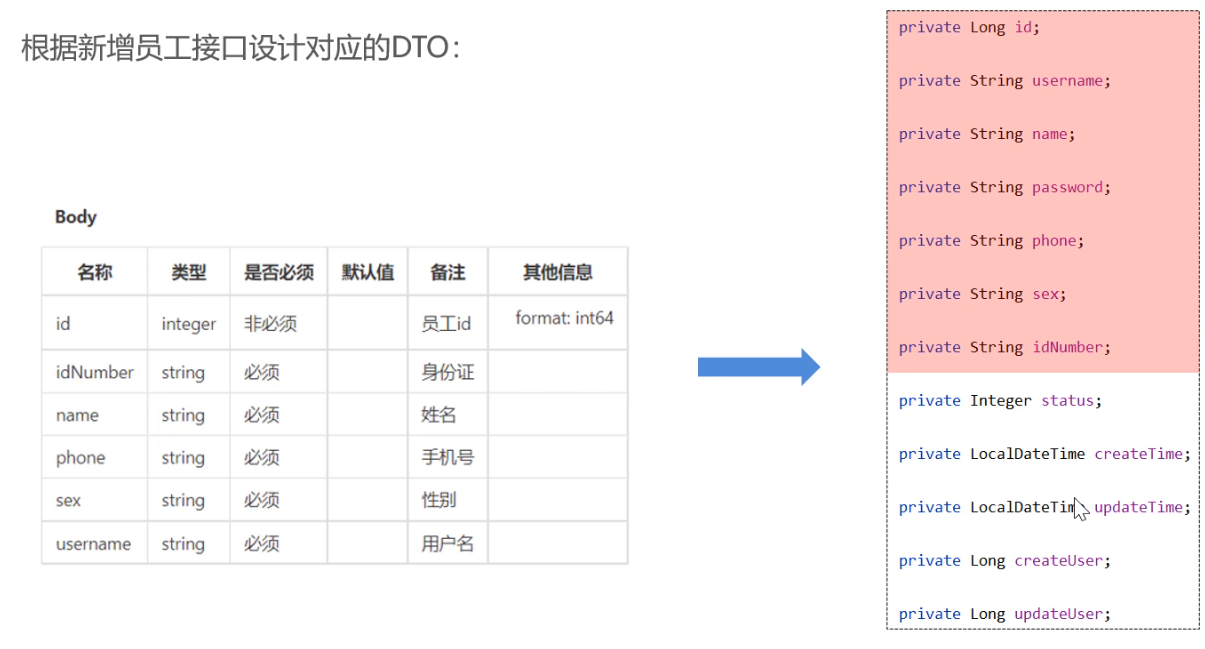 根据新增员工接口设计对应的DTO：
Body
名称 类型 是否必须 默认值 备注 其他信息
id integer 非必须 员工id format: int64
idNumber string 必须 身份证
name string 必须 姓名
phone string 必须 手机号
sex string 必须 性别
username string 必须 用户名
private Long id;
private String username;
private String name;
private String password;
private String phone;
private String sex;
private String idNumber;
private Integer status;
private LocalDateTime createTime;
private LocalDateTim updateTime;
private Long createUser;
private Long updateUser;